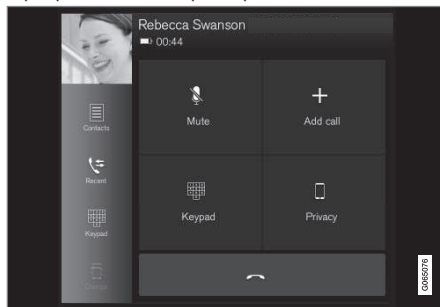 Rebecca Swanson
00:44
Contacts
Recent
Keypad
Mute
Add call
Keypad
Privacy
G065076